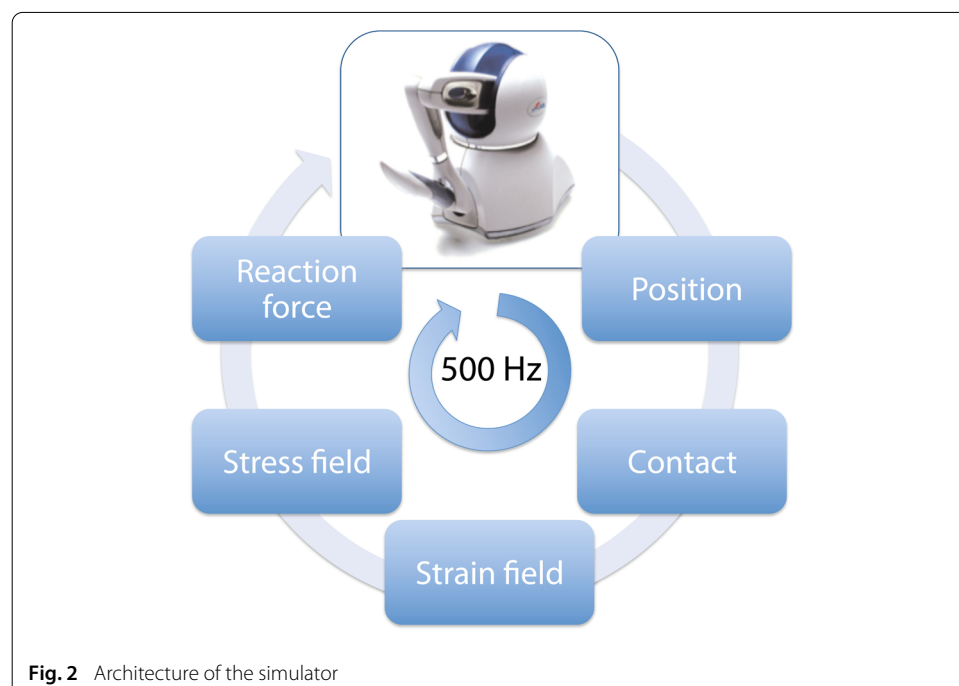 Reaction
force
Position
500 Hz
Stress field
Contact
Strain field
Fig. 2 Architecture of the simulator